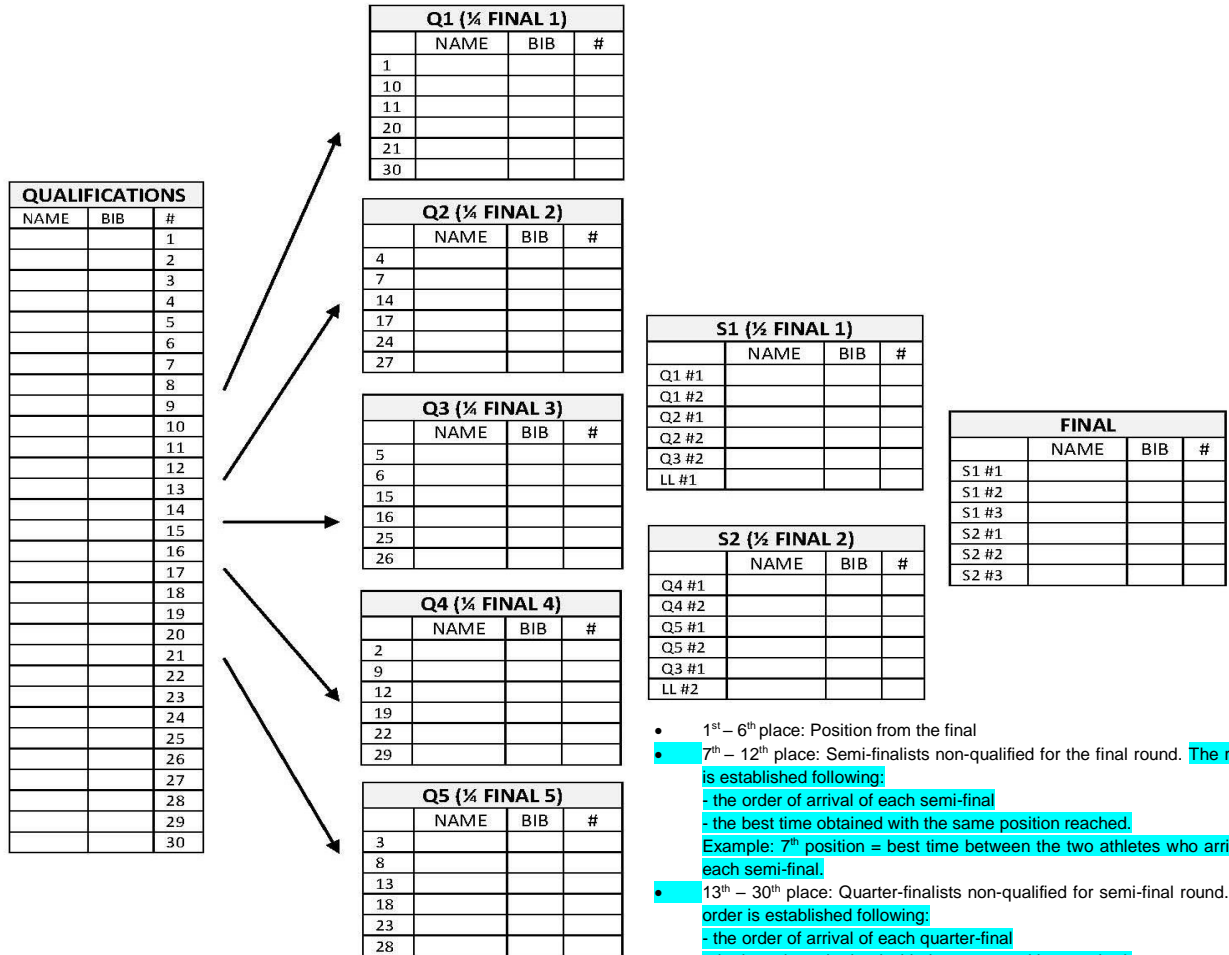 QUALIFICATIONS
NAME BIB #
1
2
3
4
5
6
7
8
9
10
11
12
13
14
15
16
17
18
19
20
21
22
23
24
25
26
27
28
29
30
Q1 (¼ FINAL 1)
NAME BIB #
1
10
11
20
21
30
Q2 (¼ FINAL 2)
NAME BIB #
4
7
14
17
24
27
Q3 (¼ FINAL 3)
NAME BIB #
5
6
15
16
25
26
Q4 (¼ FINAL 4)
NAME BIB #
2
9
12
19
22
29
Q5 (¼ FINAL 5)
NAME BIB #
3
8
13
18
23
28
S1 (½ FINAL 1)
NAME BIB #
Q1 #1
Q1 #2
Q2 #1
Q2 #2
Q3 #2
LL #1
S2 (½ FINAL 2)
NAME BIB #
Q4 #1
Q4 #2
Q5 #1
Q5 #2
Q3 #1
LL #2
FINAL
NAME BIB #
S1 #1
S1 #2
S1 #3
S2 #1
S2 #2
S2 #3
• 1st – 6th place: Position from the final
• 7th – 12th place: Semi-finalists non-qualified for the final round. The
is established following:
- the order of arrival of each semi-final
- the best time obtained with the same position reached.
Example: 7th position = best time between the two athletes who arri
each semi-final.
• 13th – 30th place: Quarter-finalists non-qualified for semi-final round.
order is established following:
- the order of arrival of each quarter-final